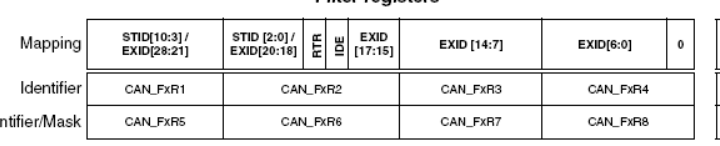 Filter registers
Mapping STID[10:3] / EXID[28:21] STID [2:0] / EXID[20:18] RTR IDE EXID [17:15] EXID [14:7] EXID[6:0] 0
Identifier CAN_FxR1 CAN_FxR2 CAN_FxR3 CAN_FxR4
ntifier/Mask CAN_FxR5 CAN_FxR6 CAN_FxR7 CAN_FxR8